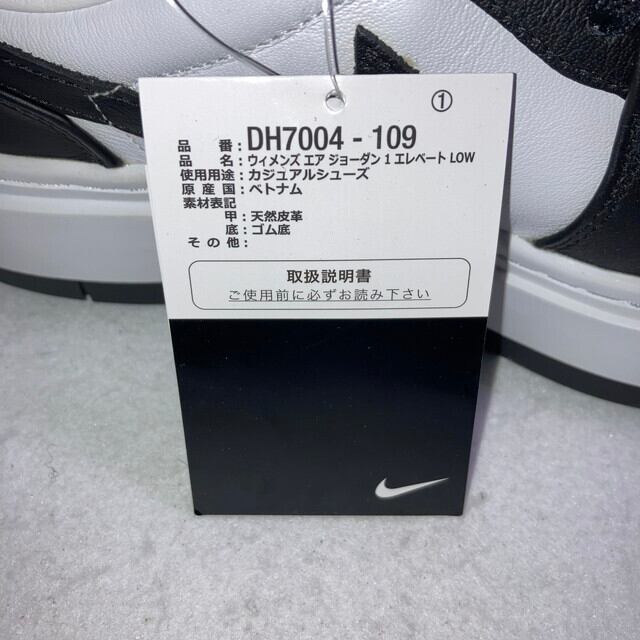 ①
品番：DH7004 - 109
品名：ウィメンズ エア ジョーダン 1 エレベート LOW
使用用途：カジュアルシューズ
原産国：ベトナム
素材表記
甲：天然皮革
底：ゴム底
その他：
取扱説明書
ご使用前に必ずお読み下さい